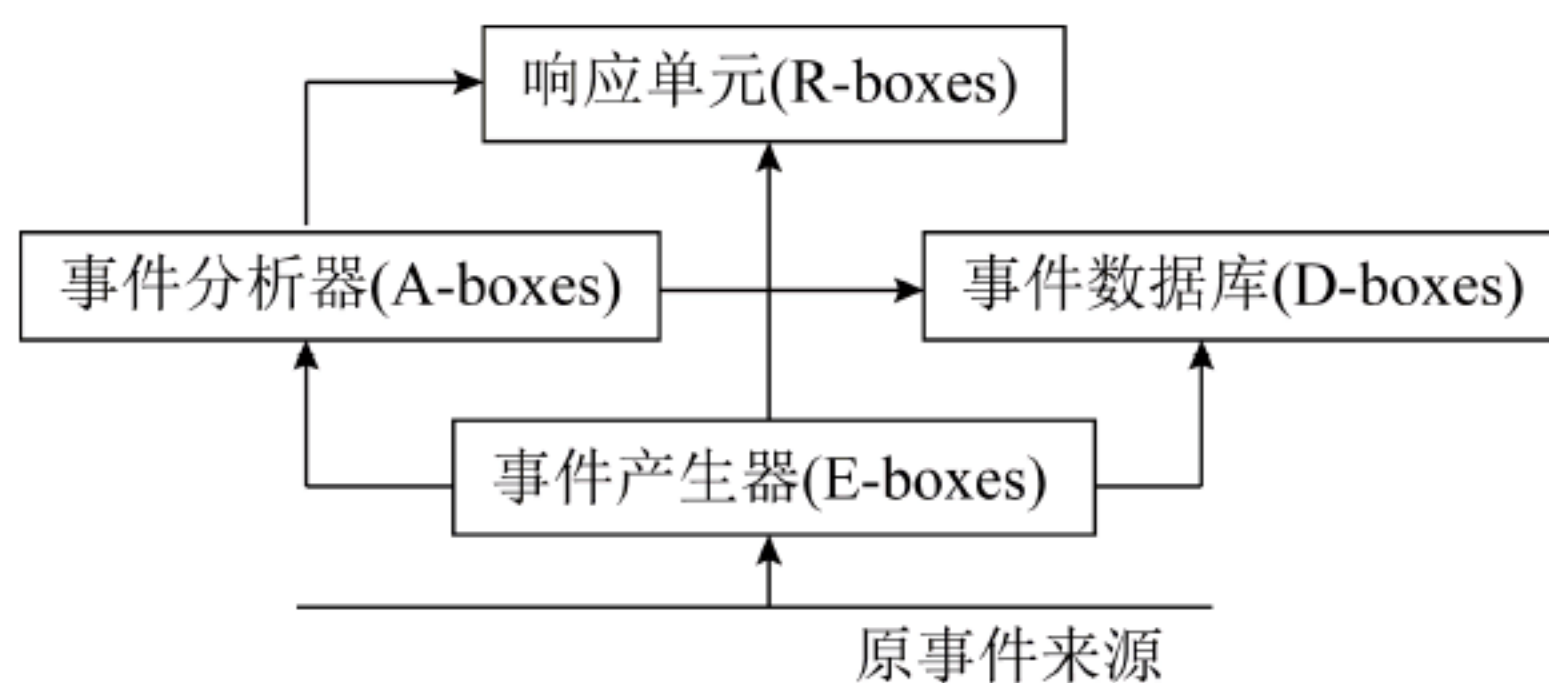 响应单元(R-boxes)
事件分析器(A-boxes)
事件数据库(D-boxes)
事件产生器(E-boxes)
原事件来源